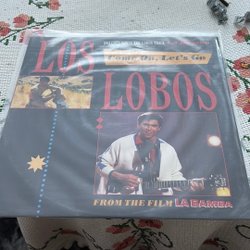 LOS
Come On, Let's Go
LOBOS
FROM THE FILM LA BAMBA